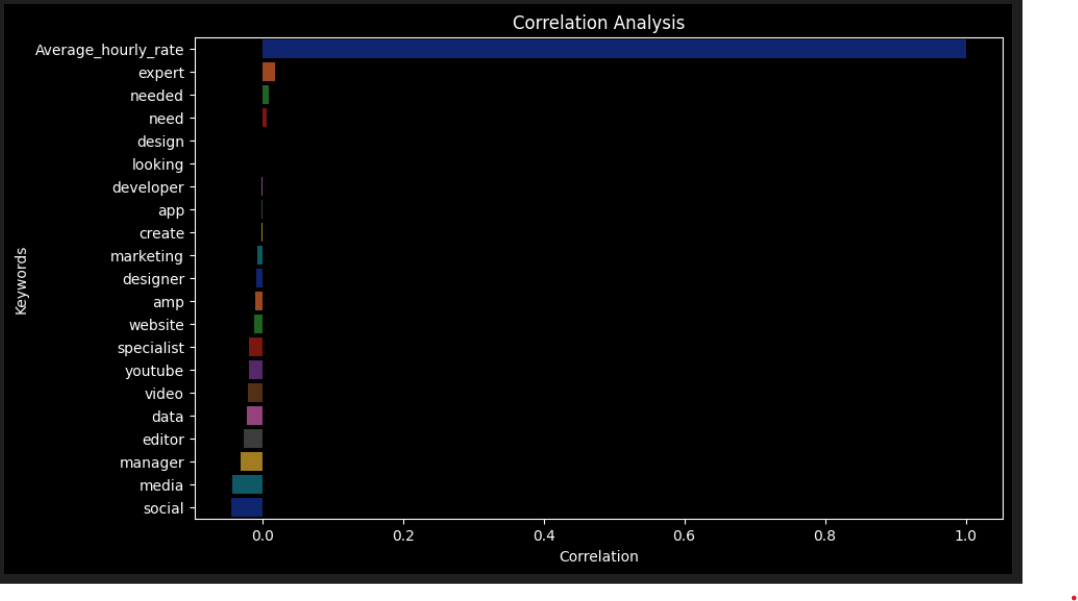 Correlation Analysis
Average_hourly_rate
expert
needed
need
design
looking
developer
app
create
marketing
designer
amp
website
specialist
youtube
video
data
editor
manager
media
social
Keywords
0.0 0.2 0.4 0.6 0.8 1.0
Correlation